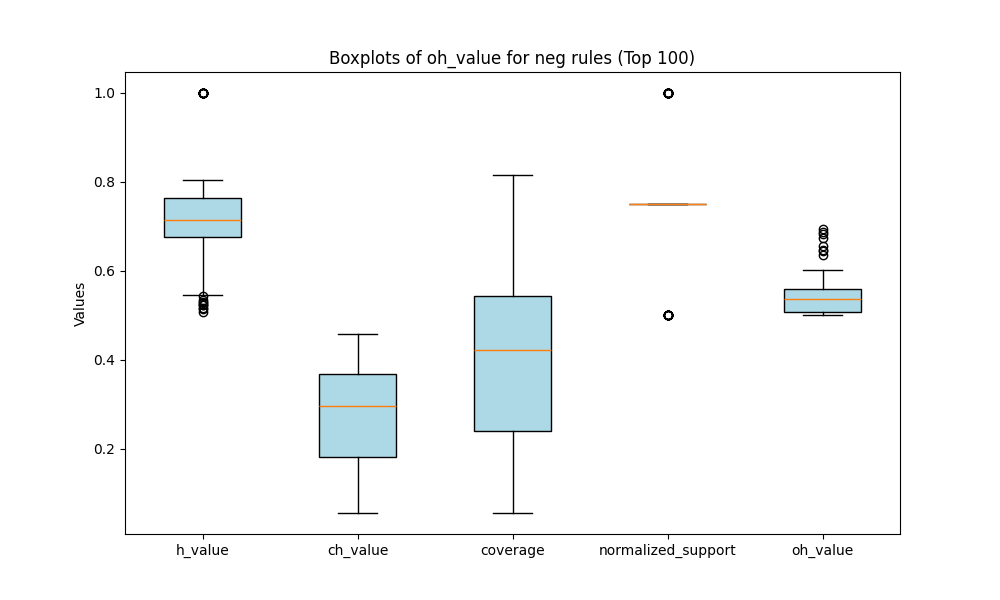 Boxplots of oh_value for neg rules (Top 100)
Values
1.0
0.8
0.6
0.4
0.2
h_value
ch_value
coverage
normalized_support
oh_value